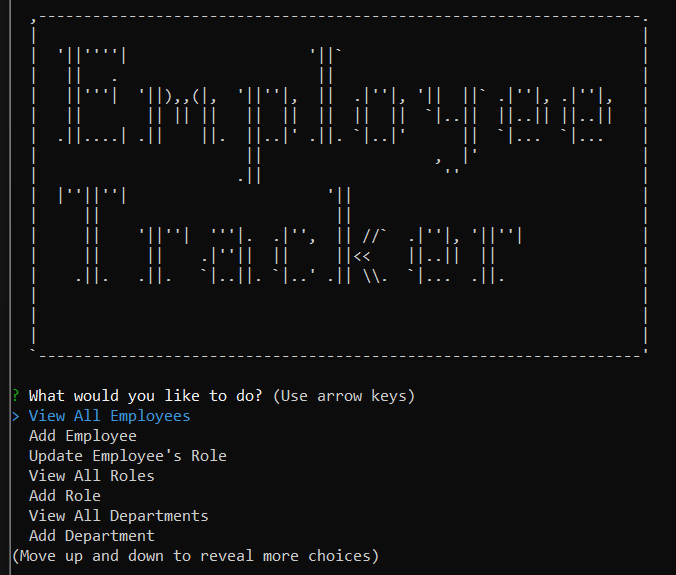 Employee
Tracker
? What would you like to do? (Use arrow keys)
> View All Employees
Add Employee
Update Employee's Role
View All Roles
Add Role
View All Departments
Add Department
(Move up and down to reveal more choices)